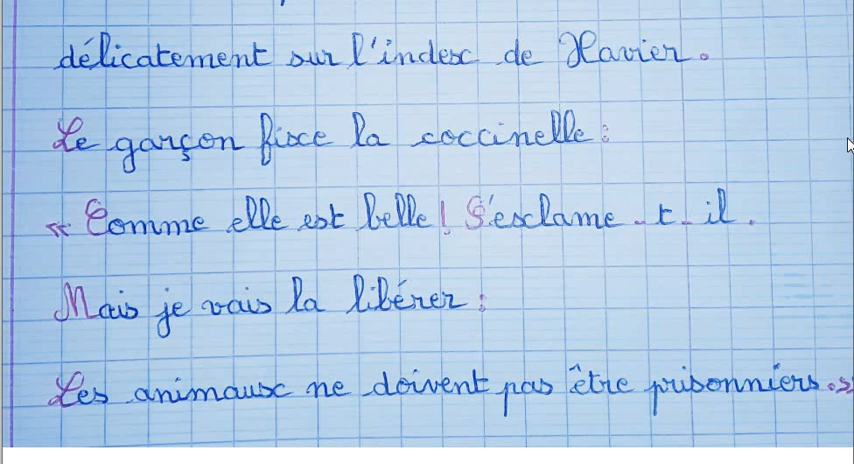 délicatement sur l'index de Xavier.
Le garçon fixe la coccinelle :
« Comme elle est belle ! S'esclame-t-il.
Mais je vais la libérer :
Les animaux ne doivent pas être prisonniers. »